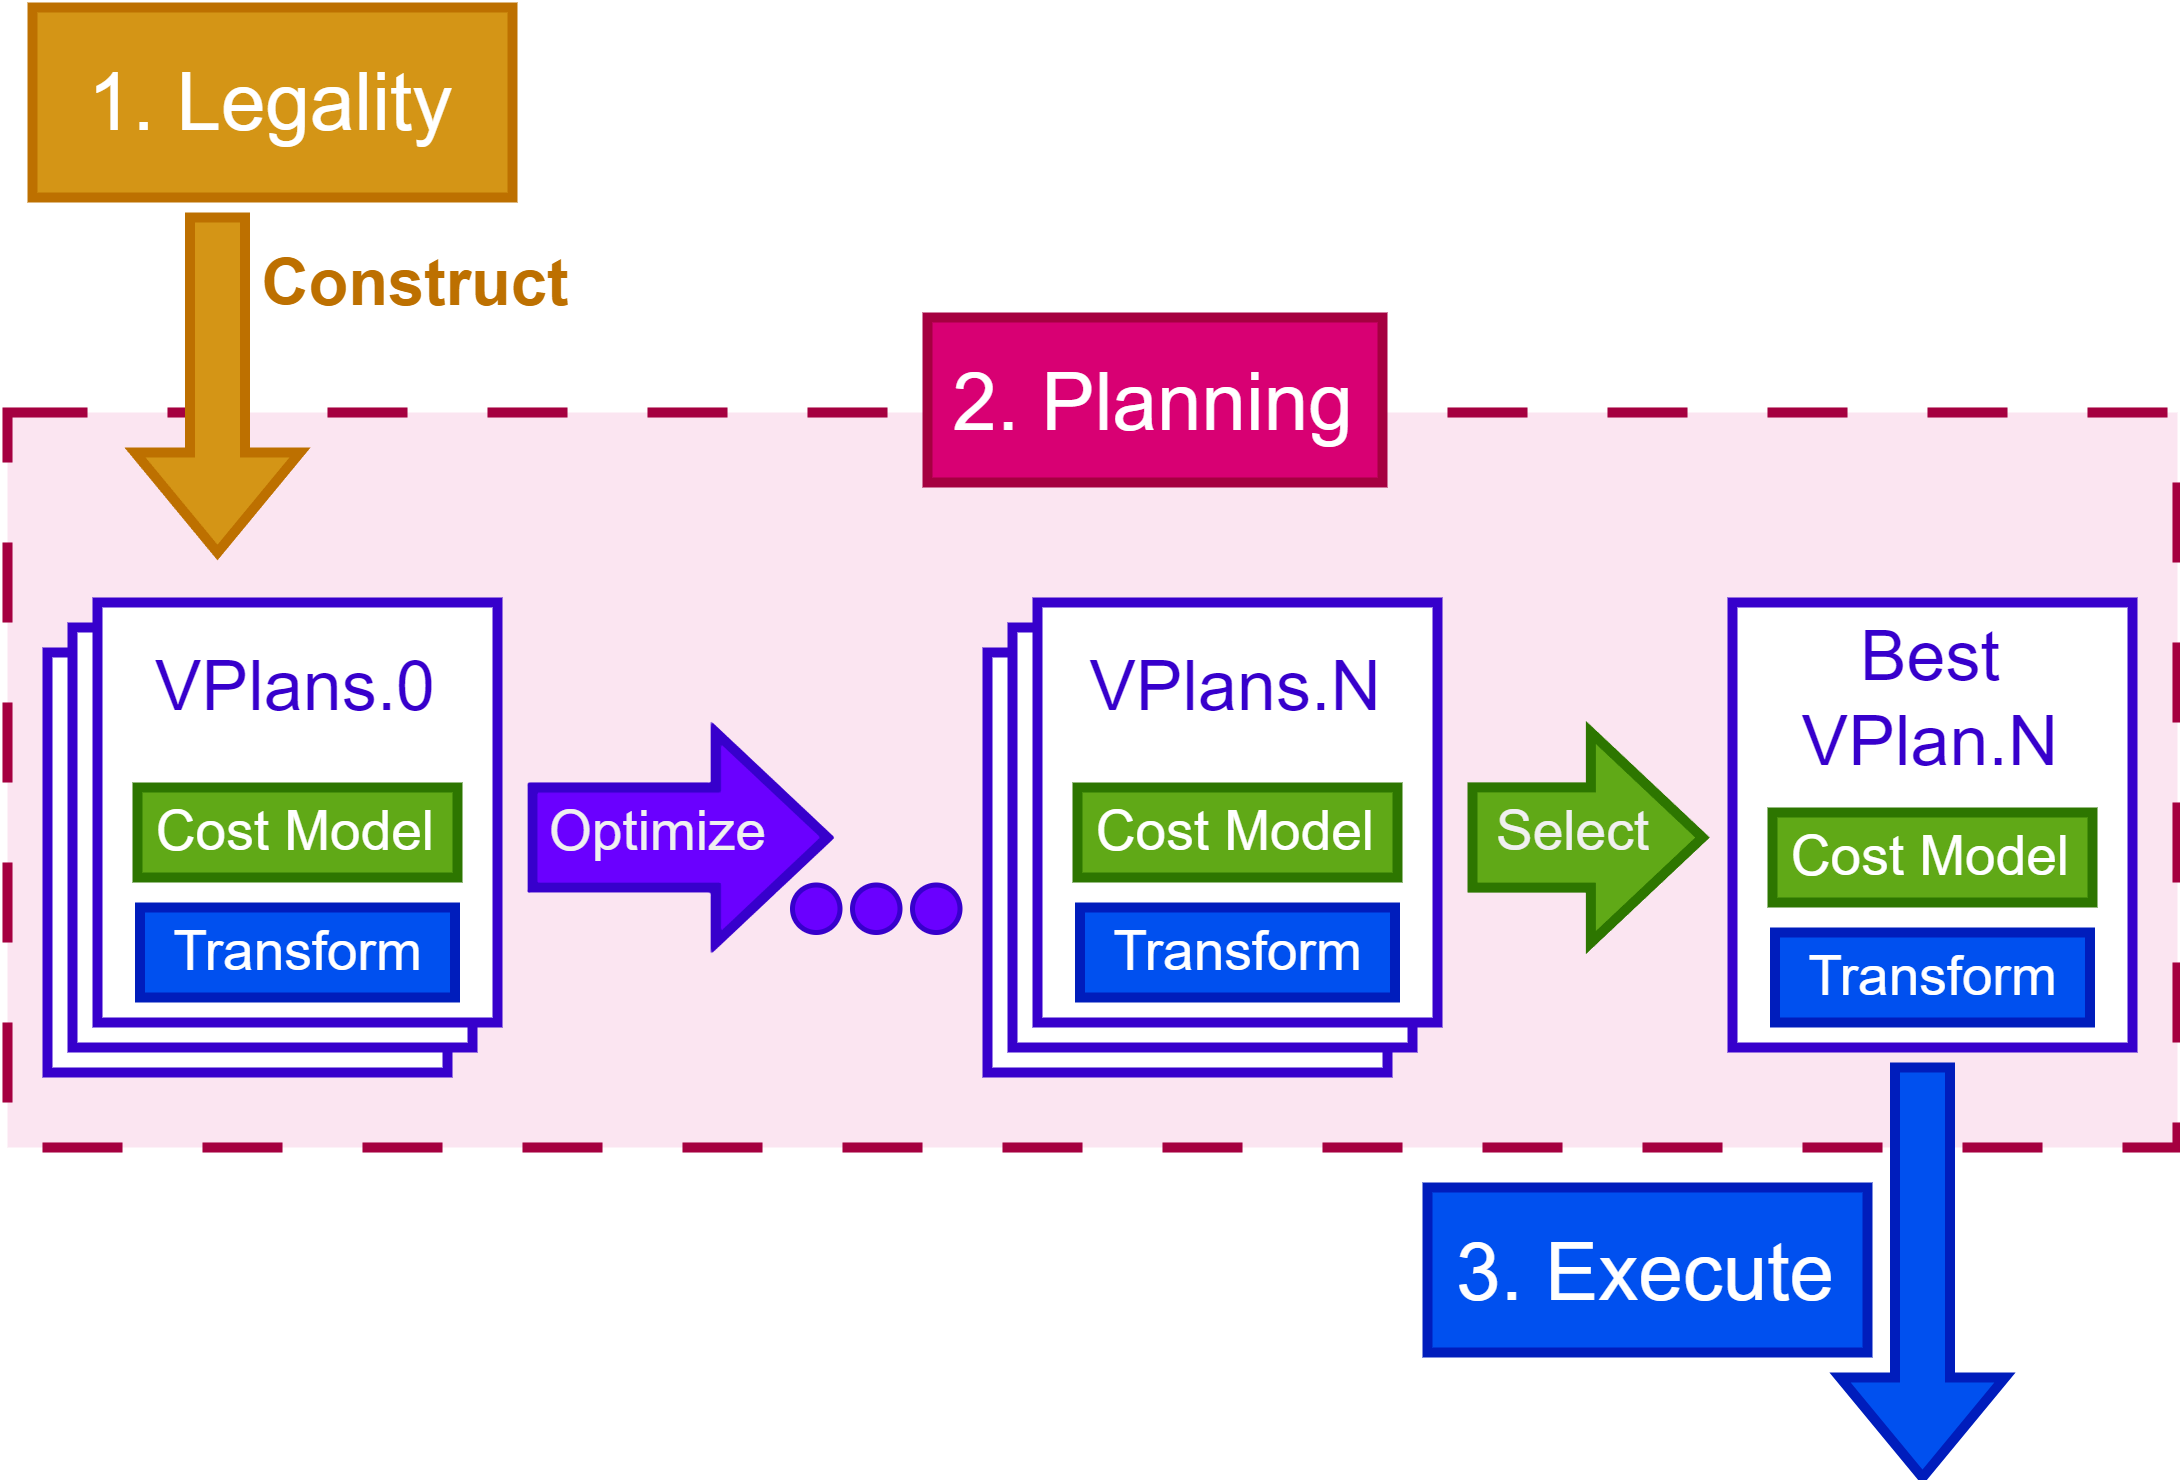 1. Legality
Construct
2. Planning
VPlans.0
Cost Model
Transform
Optimize
VPlans.N
Cost Model
Transform
Select
Best
VPlan.N
Cost Model
Transform
3. Execute